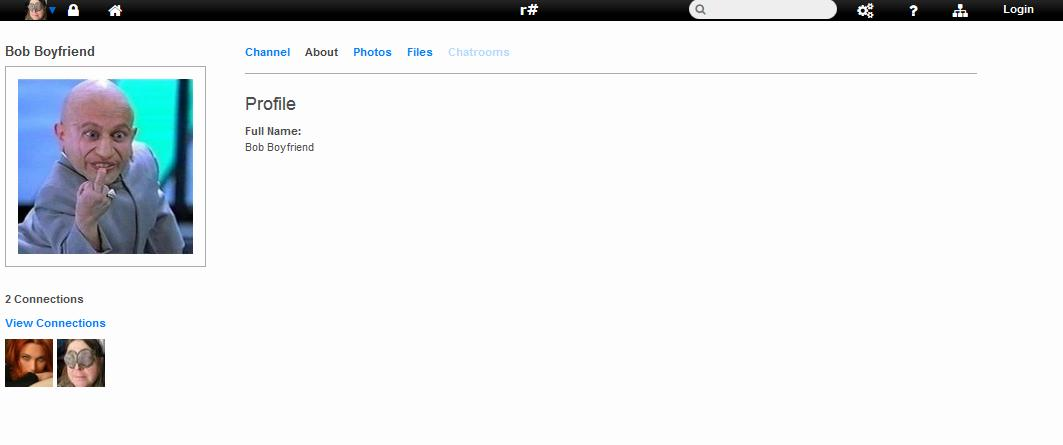 r#
?
Login
Bob Boyfriend
Channel About Photos Files Chatrooms
Profile
Full Name:
Bob Boyfriend
2 Connections
View Connections